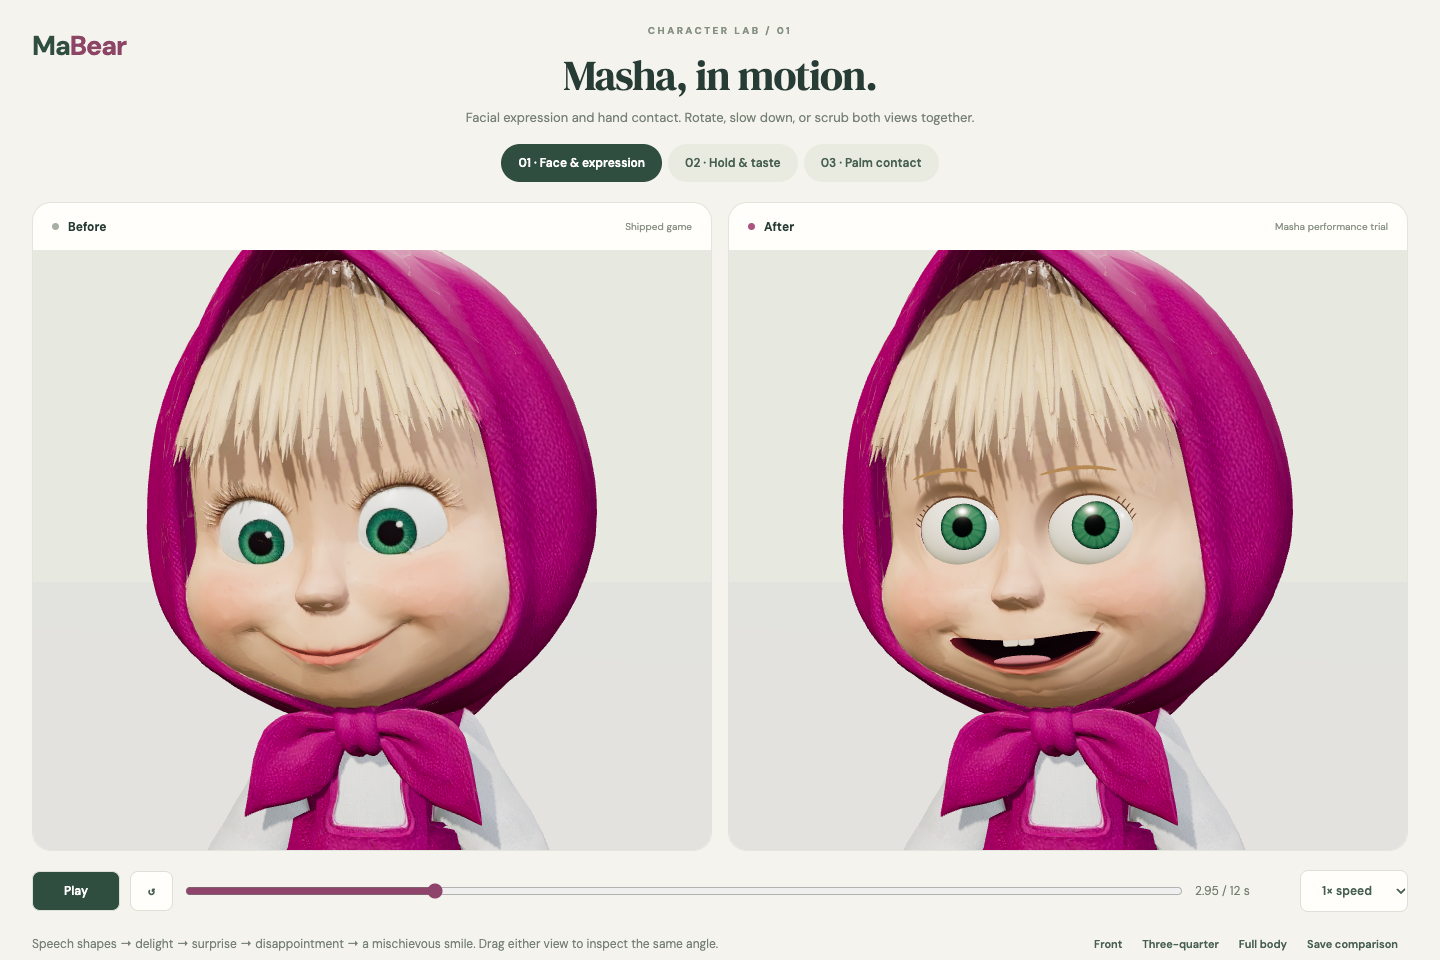 MaBear
CHARACTER LAB / 01
Masha, in motion.
Facial expression and hand contact. Rotate, slow down, or scrub both views together.
01 · Face & expression
02 · Hold & taste
03 · Palm contact
Before
Shipped game
After
Masha performance trial
Play
↺
2.95 / 12 s
1× speed
Speech shapes → delight → surprise → disappointment → a mischievous smile. Drag either view to inspect the same angle.
Front
Three-quarter
Full body
Save comparison